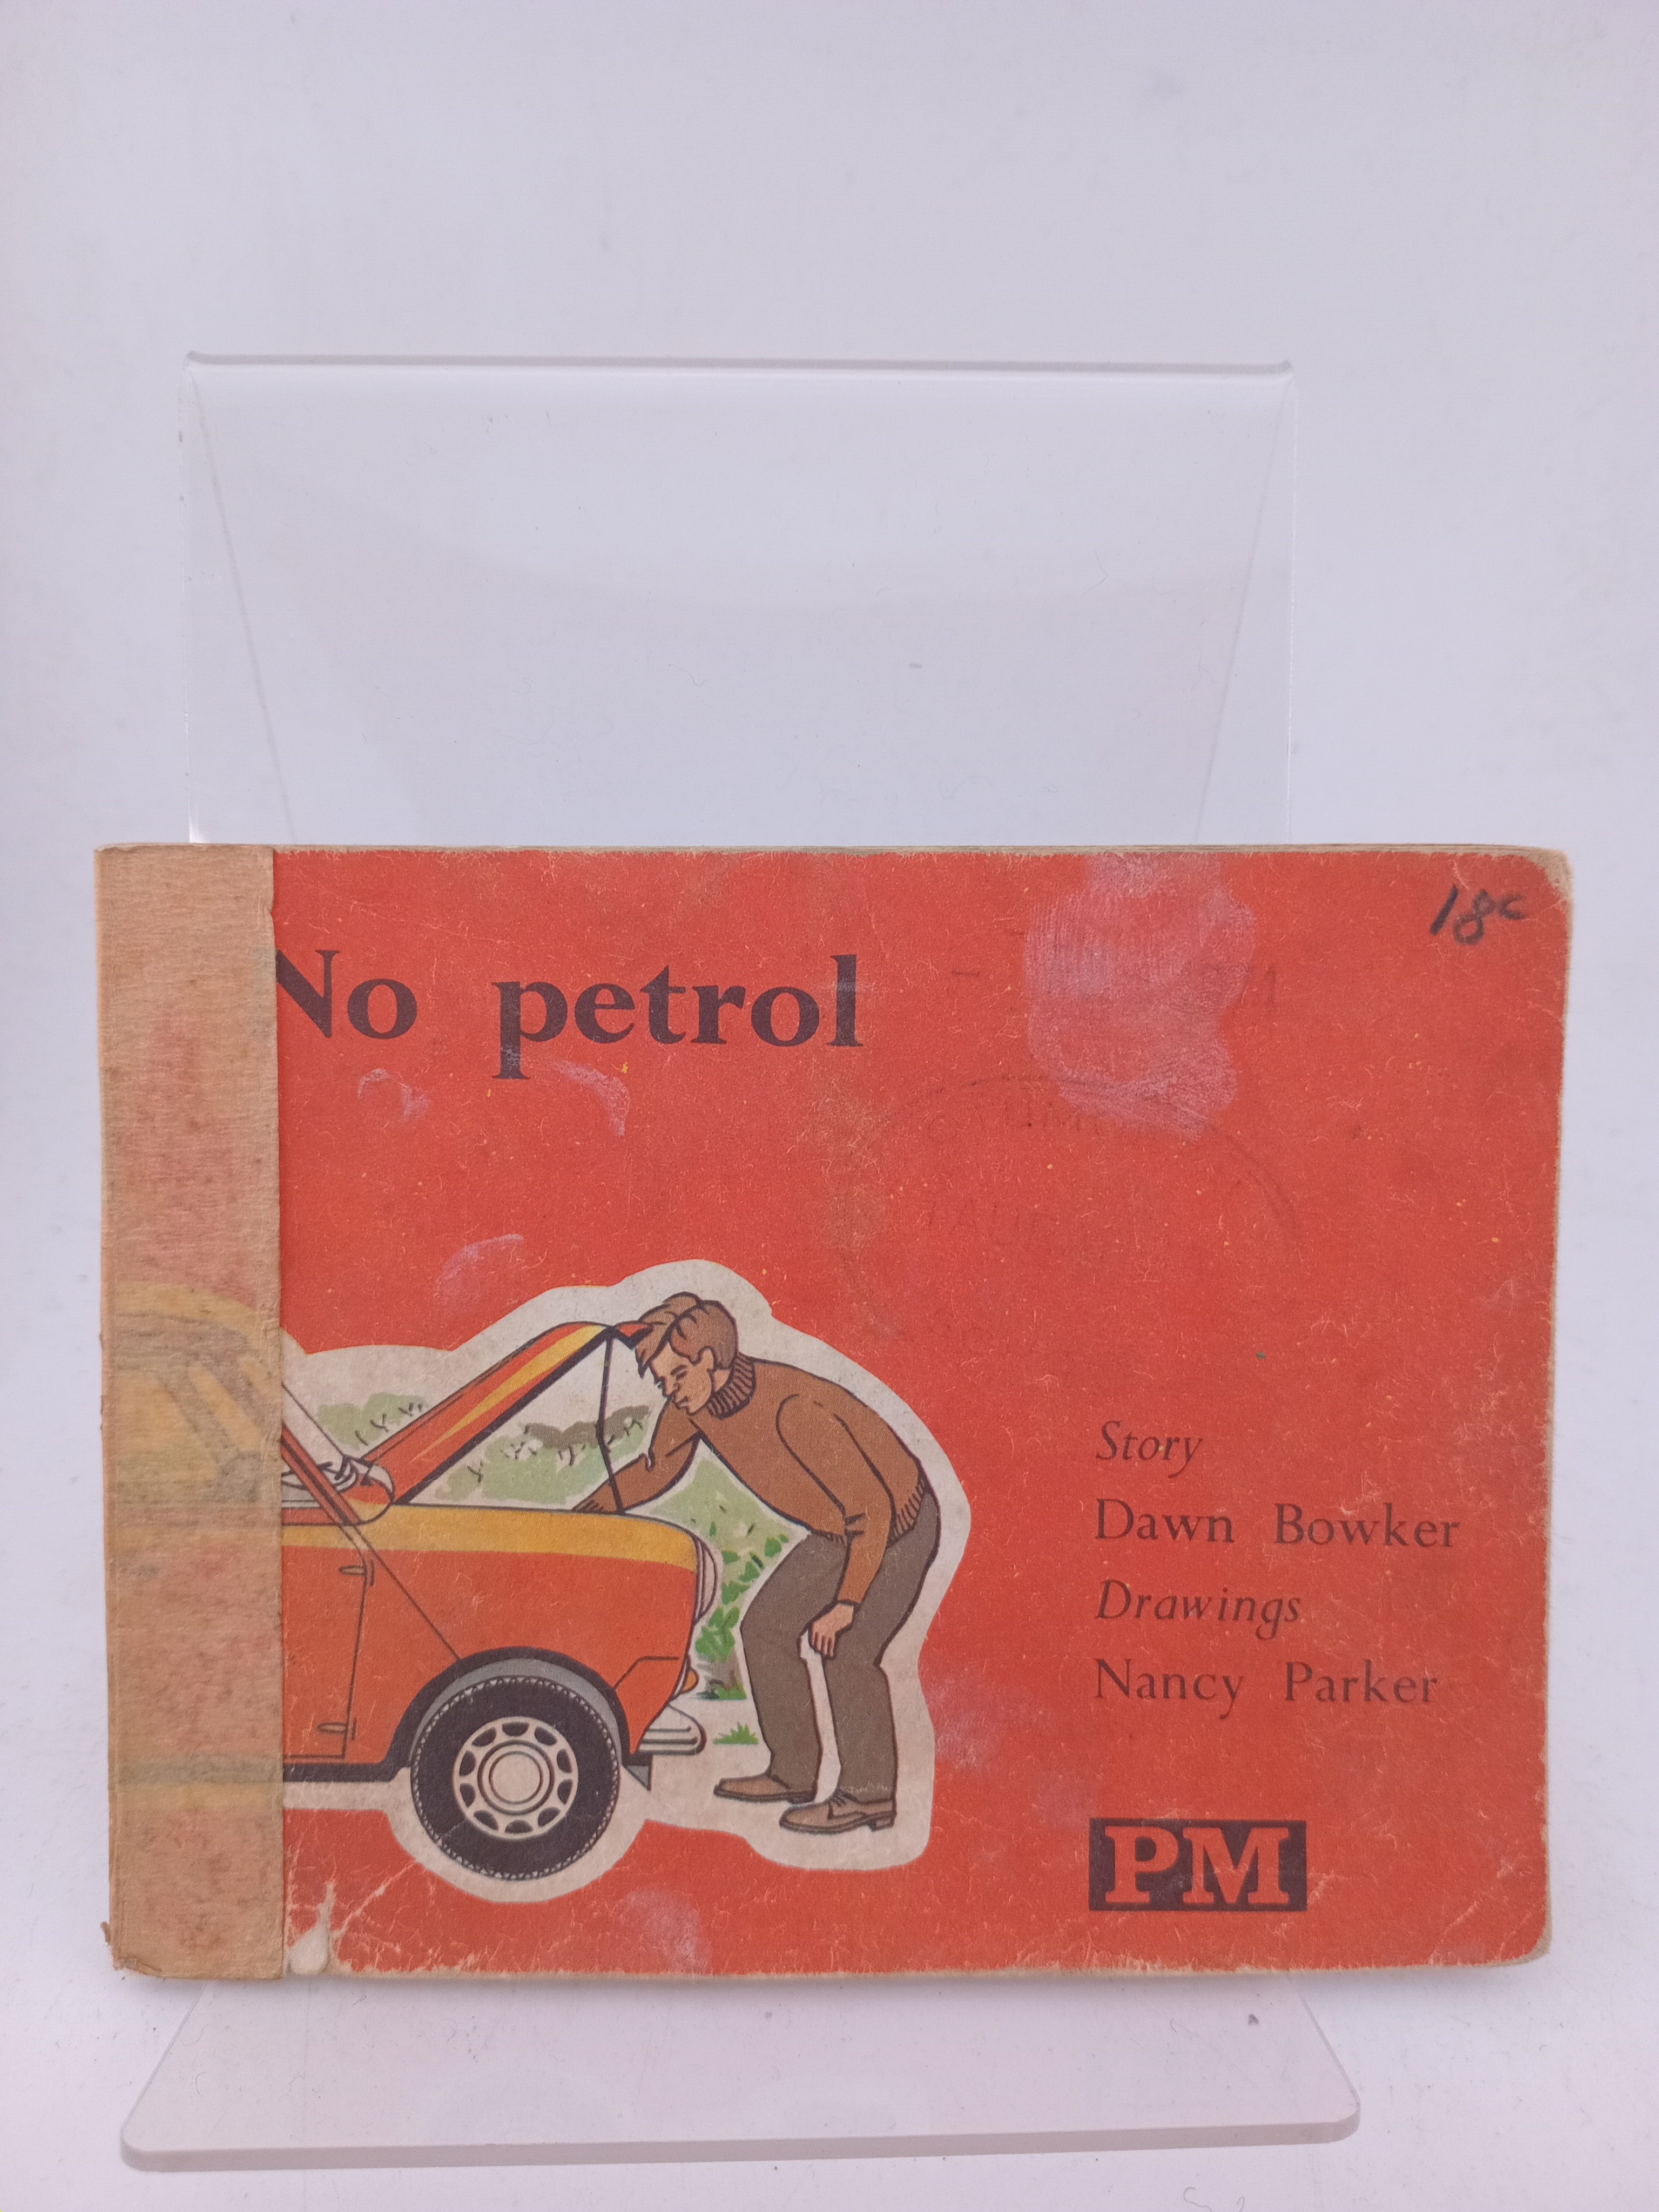 18c
No petrol
Story
Dawn Bowker
Drawings
Nancy Parker
PM